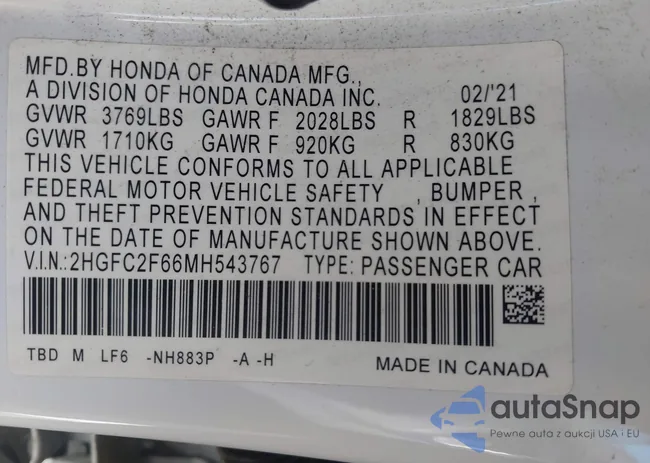 MFD.BY HONDA OF CANADA MFG.,
A DIVISION OF HONDA CANADA INC. 02/'21
GVWR 3769LBS GAWR F 2028LBS R 1829LBS
GVWR 1710KG GAWR F 920KG R 830KG
THIS VEHICLE CONFORMS TO ALL APPLICABLE
FEDERAL MOTOR VEHICLE SAFETY , BUMPER ,
AND THEFT PREVENTION STANDARDS IN EFFECT
ON THE DATE OF MANUFACTURE SHOWN ABOVE.
V.I.N.:2HGFC2F66MH543767 TYPE: PASSENGER CAR
TBD M LF6 -NH883P -A -H MADE IN CANADA
autaSnap
Pewne auta z aukcji USA i EU